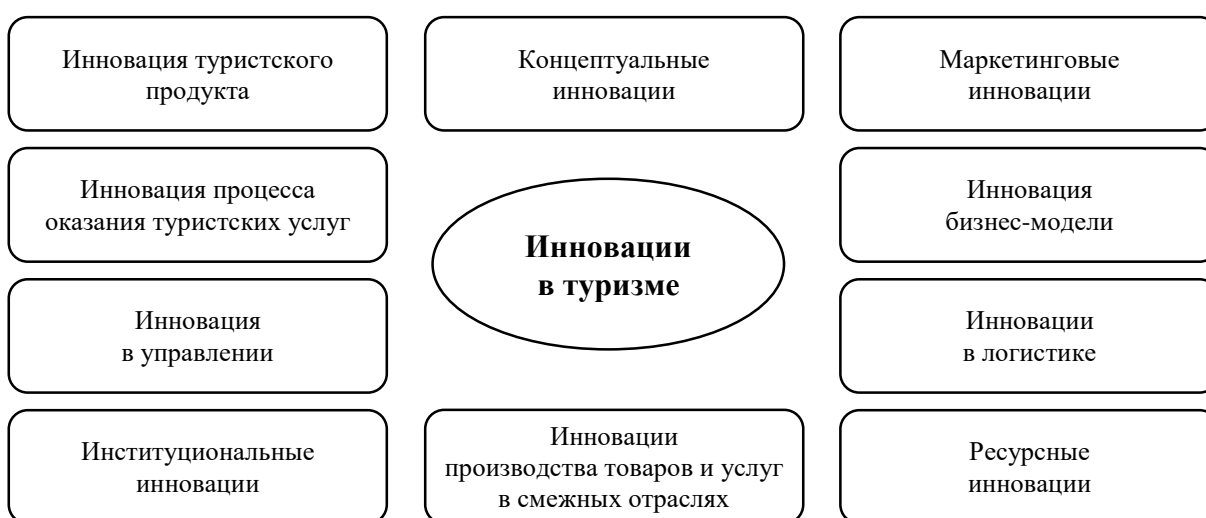 Инновация туристского
продукта
Концептуальные
инновации
Маркетинговые
инновации
Инновация процесса
оказания туристских услуг
Инновации
в туризме
Инновация
бизнес-модели
Инновация
в управлении
Инновации
в логистике
Институциональные
инновации
Инновации
производства товаров и услуг
в смежных отраслях
Ресурсные
инновации